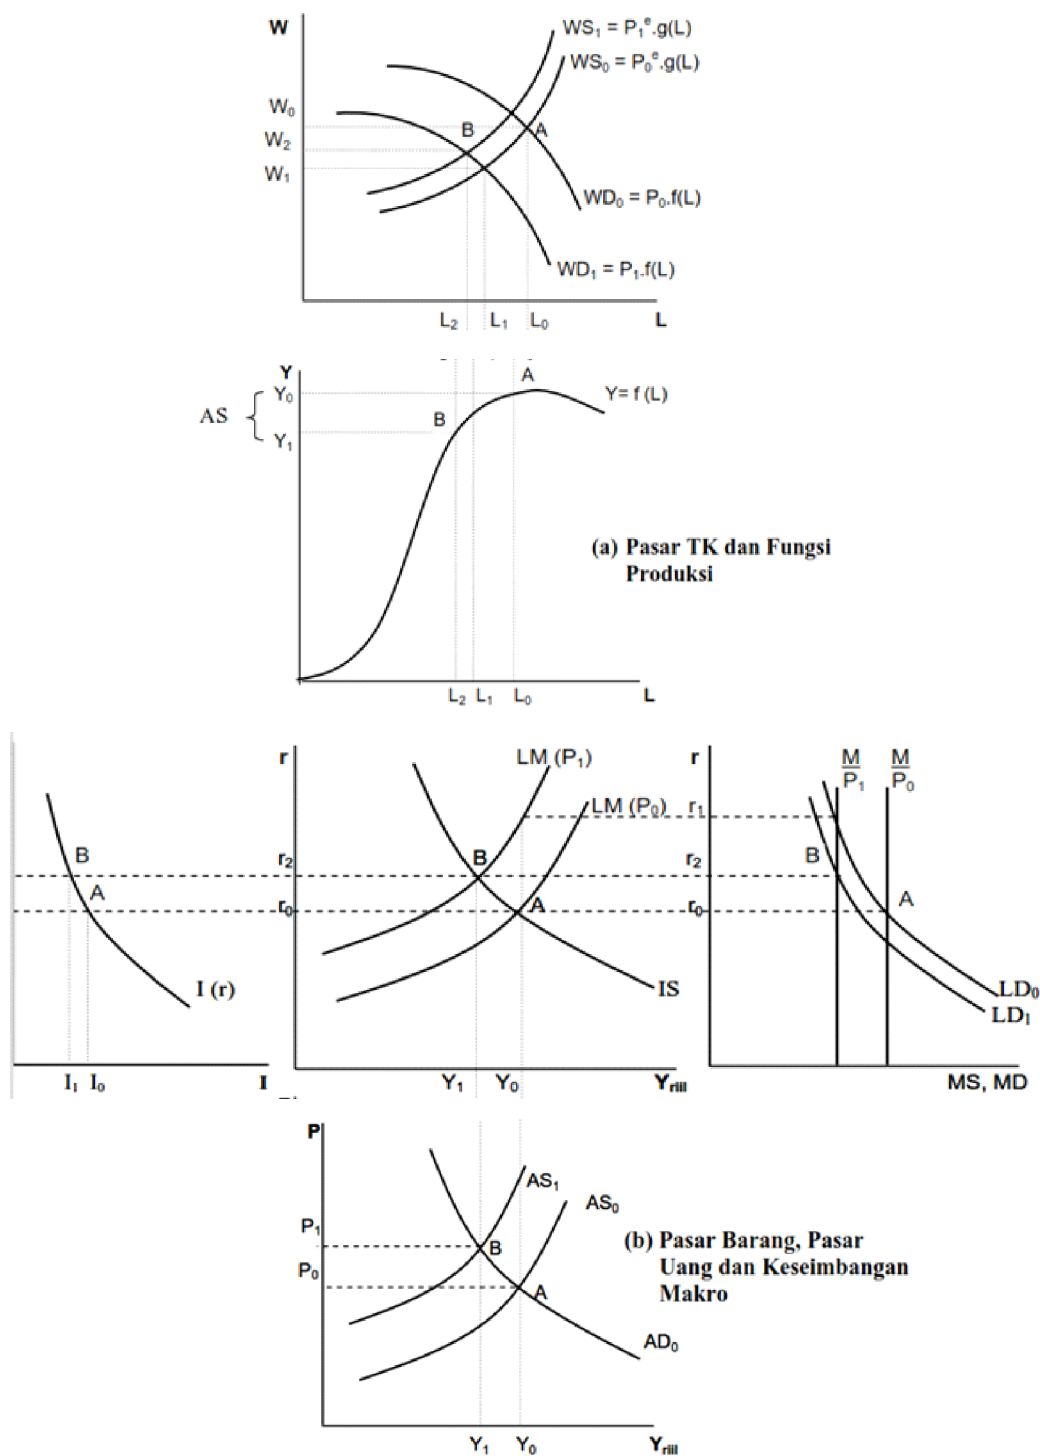 W
WS₁ = P₁ᵉ.g(L)
WS₀ = P₀ᵉ.g(L)
W₀
B
A
W₂
W₁
WD₀ = P₀.f(L)
WD₁ = P₁.f(L)
L₂
L₁
L₀
L
Y
A
Y₀
Y= f (L)
AS
B
Y₁
(a) Pasar TK dan Fungsi
Produksi
L₂
L₁
L₀
L
r
LM (P₁)
r
M
P₁
M
P₀
LM (P₀)
r₁
B
r₂
B
r₂
B
A
r₀
A
r₀
A
I (r)
IS
LD₀
LD₁
I₁
I₀
I
Y₁
Y₀
Yᵣᵢᵢₗ
MS, MD
P
AS₁
AS₀
P₁
B
(b) Pasar Barang, Pasar
Uang dan Keseimbangan
Makro
P₀
A
AD₀
Y₁
Y₀
Yᵣᵢᵢₗ